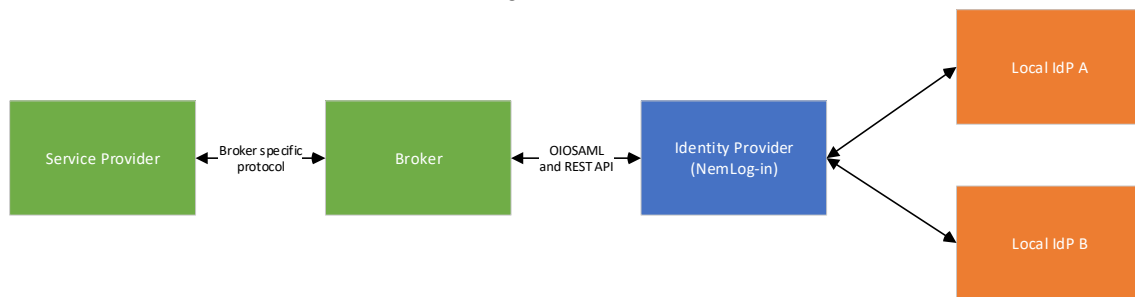 Service Provider
Broker specific
protocol
Broker
OIOSAML
and REST API
Identity Provider
(NemLog-in)
Local IdP A
Local IdP B